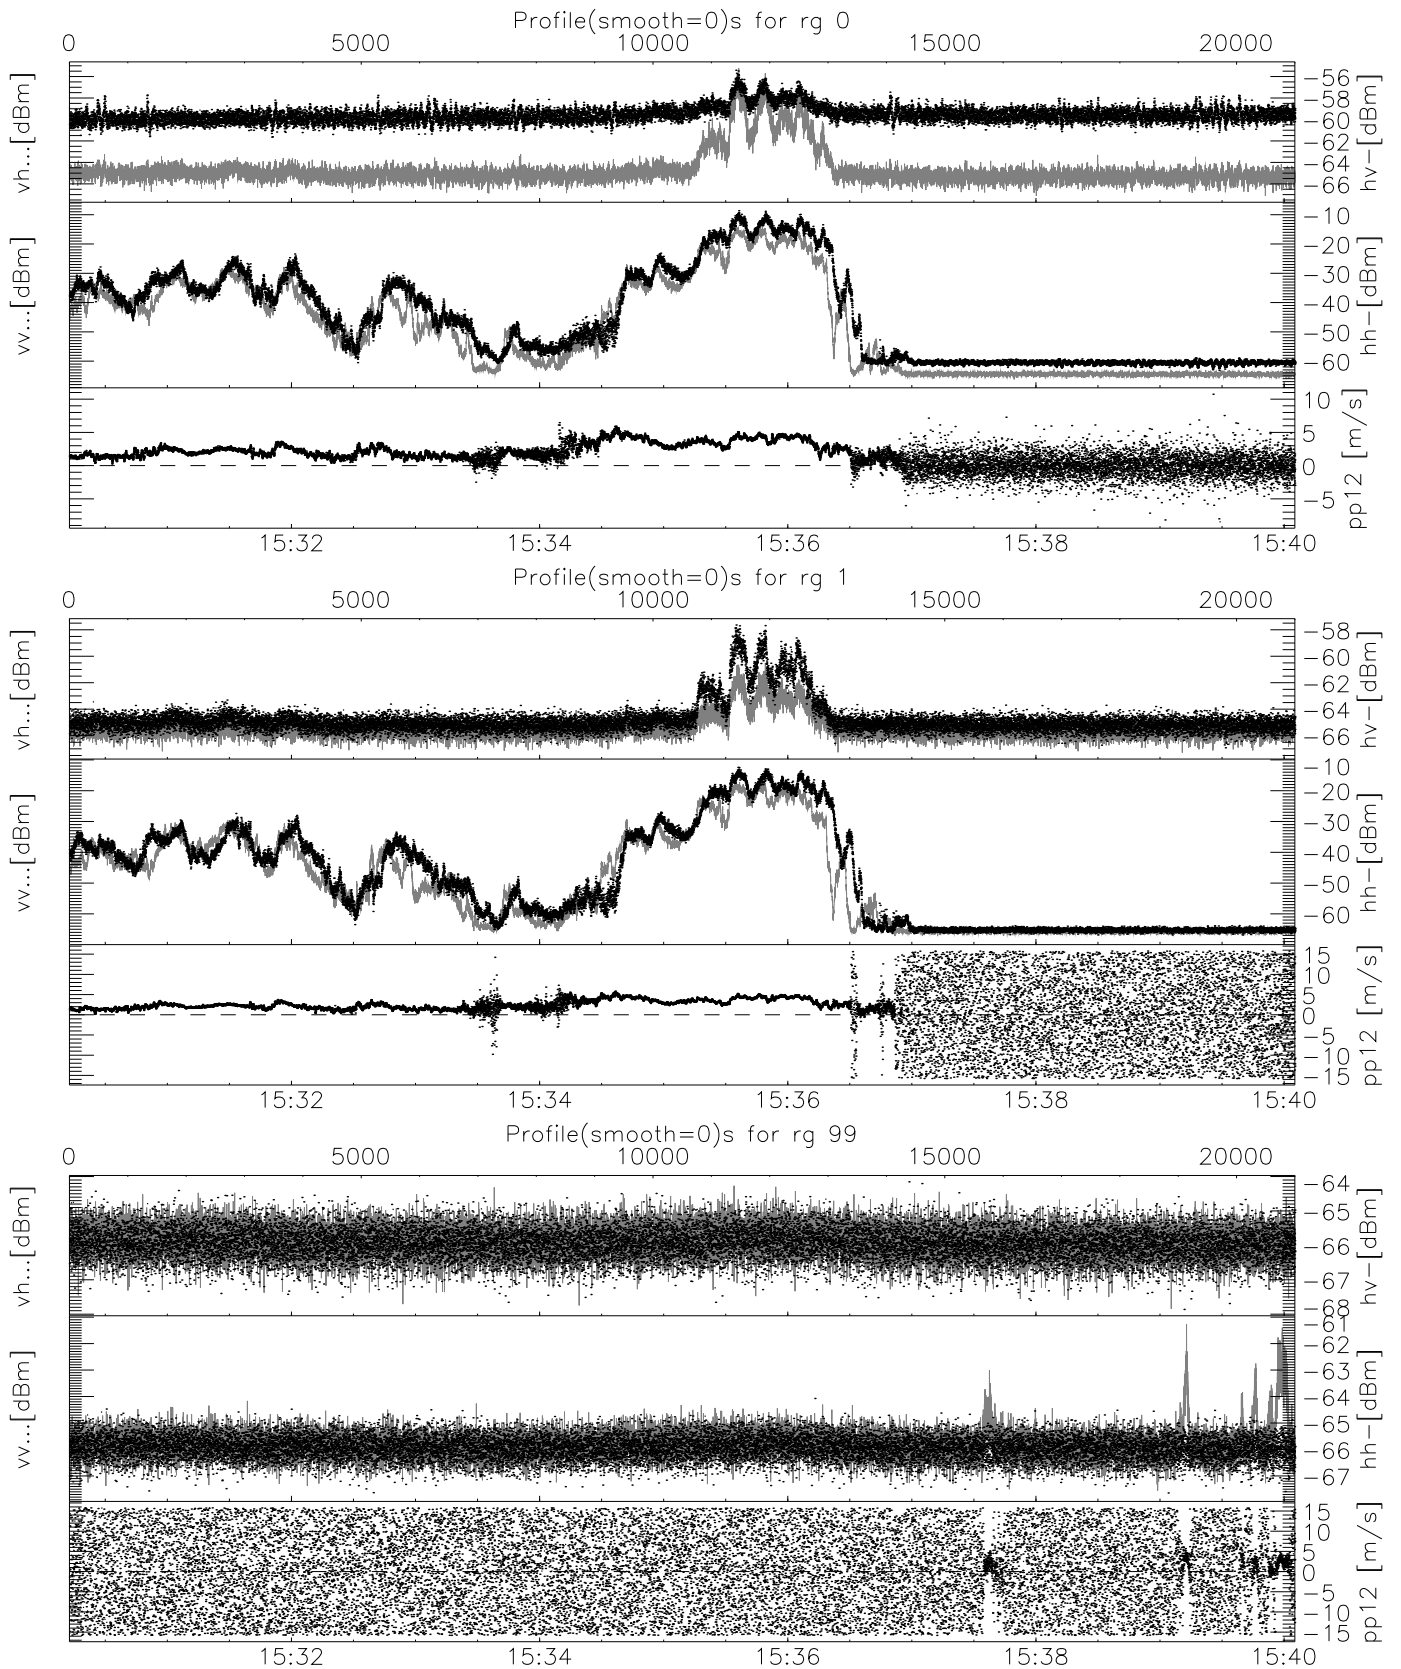 Profile(smooth=0)s for rg 0
0 5000 10000 15000 20000
vh...[dBm]
-56
-58
-60
-62
-64
-66
hv-[dBm]
vv...[dBm]
-10
-20
-30
-40
-50
-60
hh-[dBm]
10
5
0
-5
pp12 [m/s]
15:32 15:34 15:36 15:38 15:40
Profile(smooth=0)s for rg 1
0 5000 10000 15000 20000
vh...[dBm]
-58
-60
-62
-64
-66
hv-[dBm]
vv...[dBm]
-10
-20
-30
-40
-50
-60
hh-[dBm]
15
10
5
0
-5
-10
-15
pp12 [m/s]
15:32 15:34 15:36 15:38 15:40
Profile(smooth=0)s for rg 99
0 5000 10000 15000 20000
vh...[dBm]
-64
-65
-66
-67
-68
hv-[dBm]
vv...[dBm]
-61
-62
-63
-64
-65
-66
-67
hh-[dBm]
15
10
5
0
-5
-10
-15
pp12 [m/s]
15:32 15:34 15:36 15:38 15:40